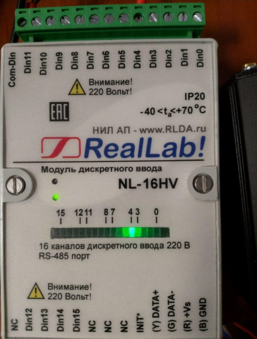 Com-Din
Din11
Din10
Din9
Din8
Din7
Din6
Din5
Din4
Din3
Din2
Din1
Din0
Внимание!
220 Вольт!
IP20
EAC
-40<ta<+70°C
НИЛ АП - www.RLDA.ru
RealLab!
Модуль дискретного ввода
NL-16HV
15 12 11 8 7 4 3 0
16 каналов дискретного ввода 220 В
RS-485 порт
Внимание!
220 Вольт!
NC
Din12
Din13
Din14
Din15
NC
NC
NC
INIT*
(Y) DATA+
(G) DATA-
(R) +Vs
(B) GND